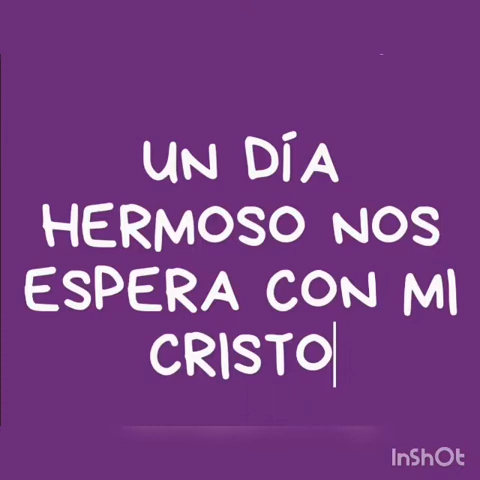 UN DÍA
HERMOSO NOS
ESPERA CON MI
CRISTO
InShOt